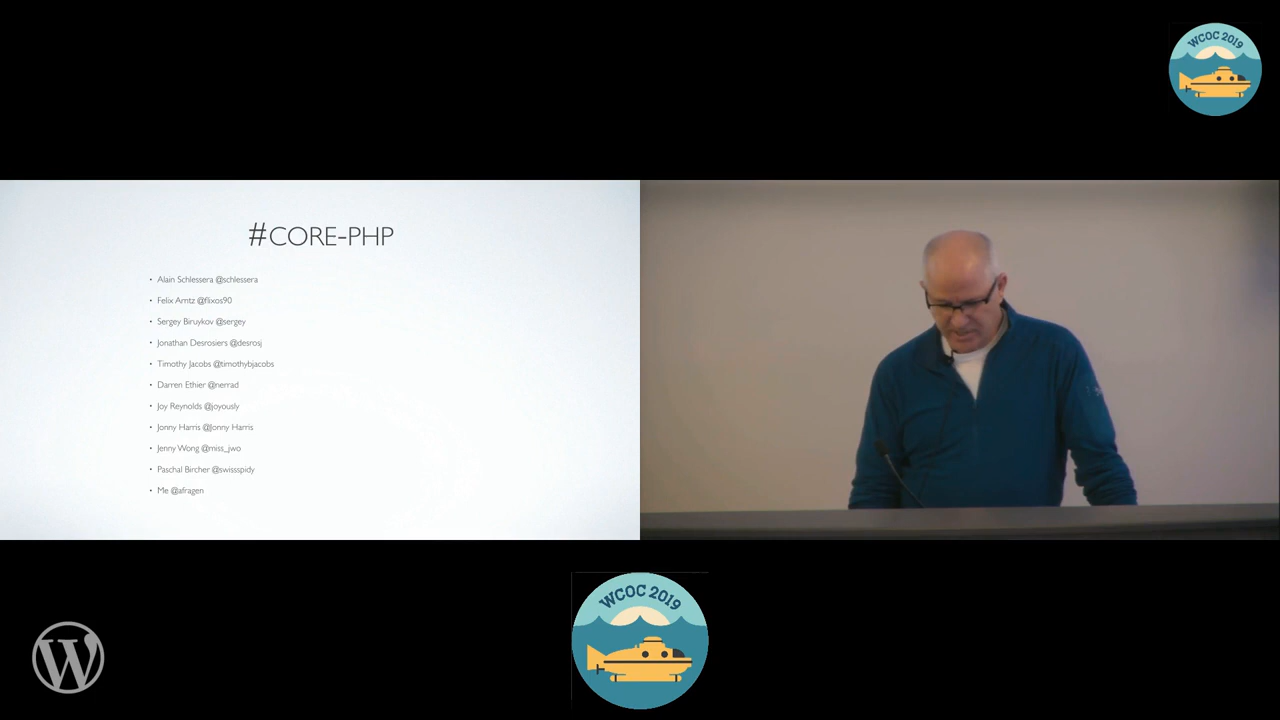 WCOC 2019
#CORE-PHP
• Alain Schlessera @schlessera
• Felix Arntz @flixos90
• Sergey Biruykov @sergey
• Jonathan Desrosiers @desrosj
• Timothy Jacobs @timothybjacobs
• Darren Ethier @nerrad
• Joy Reynolds @joyously
• Jonny Harris @Jonny Harris
• Jenny Wong @miss_jwo
• Paschal Bircher @swissspidy
• Me @afragen
WCOC 2019
W